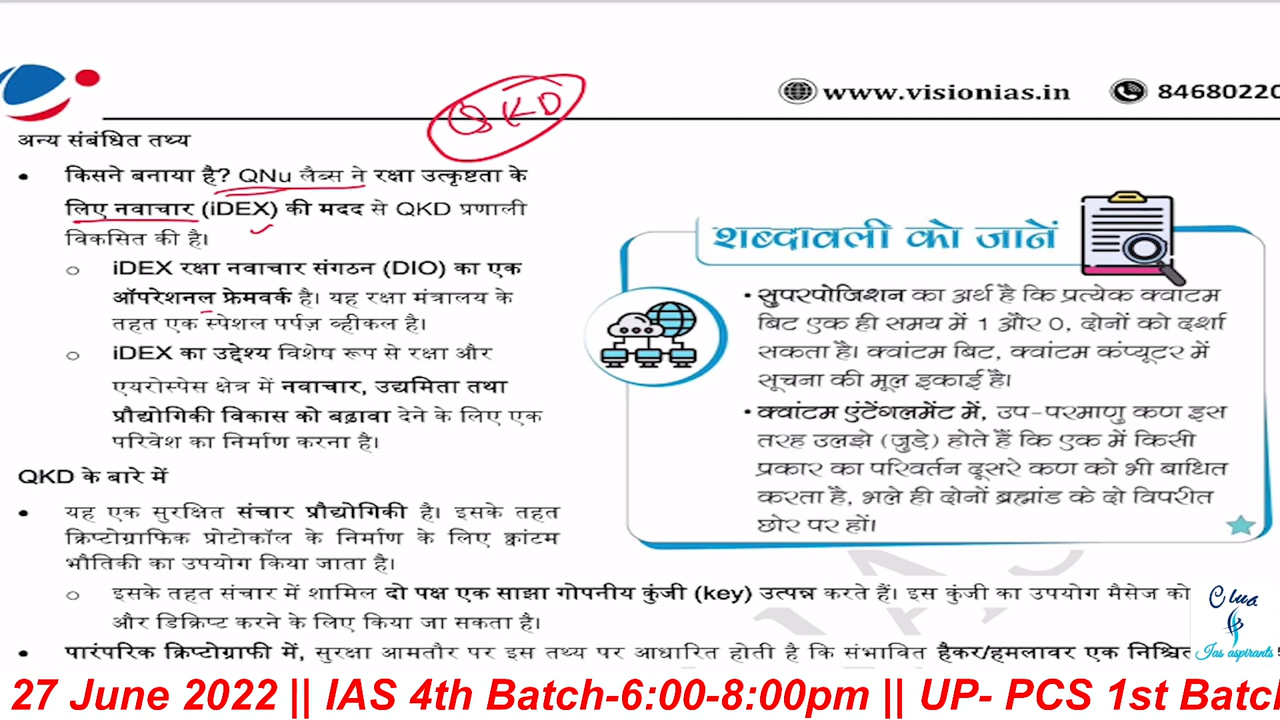 QKD
www.visionias.in
84680220
अन्य संबंधित तथ्य
• किसने बनाया है? QNu लैब्स ने रक्षा उत्कृष्टता के
लिए नवाचार (iDEX) की मदद से QKD प्रणाली
विकसित की है।
○ iDEX रक्षा नवाचार संगठन (DIO) का एक
ऑपरेशनल फ्रेमवर्क है। यह रक्षा मंत्रालय के
तहत एक स्पेशल पर्पज़ व्हीकल है।
○ iDEX का उद्देश्य विशेष रूप से रक्षा और
एयरोस्पेस क्षेत्र में नवाचार, उद्यमिता तथा
प्रौद्योगिकी विकास को बढ़ावा देने के लिए एक
परिवेश का निर्माण करना है।
शब्दावली को जानें
• सुपरपोजिशन का अर्थ है कि प्रत्येक क्वांटम
बिट एक ही समय में 1 और 0, दोनों को दर्शा
सकता है। क्वांटम बिट, क्वांटम कंप्यूटर में
सूचना की मूल इकाई है।
• क्वांटम एंटेंगलमेंट में, उप-परमाणु कण इस
तरह उलझे (जुड़े) होते हैं कि एक में किसी
प्रकार का परिवर्तन दूसरे कण को भी बाधित
करता है, भले ही दोनों ब्रह्मांड के दो विपरीत
छोर पर हों।
QKD के बारे में
• यह एक सुरक्षित संचार प्रौद्योगिकी है। इसके तहत
क्रिप्टोग्राफिक प्रोटोकॉल के निर्माण के लिए क्वांटम
भौतिकी का उपयोग किया जाता है।
○ इसके तहत संचार में शामिल दो पक्ष एक साझा गोपनीय कुंजी (key) उत्पन्न करते हैं। इस कुंजी का उपयोग मैसेज को
और डिक्रिप्ट करने के लिए किया जा सकता है।
• पारंपरिक क्रिप्टोग्राफी में, सुरक्षा आमतौर पर इस तथ्य पर आधारित होती है कि संभावित हैकर/हमलावर एक
Ias aspirants
27 June 2022 || IAS 4th Batch-6:00-8:00pm || UP- PCS 1st Batch